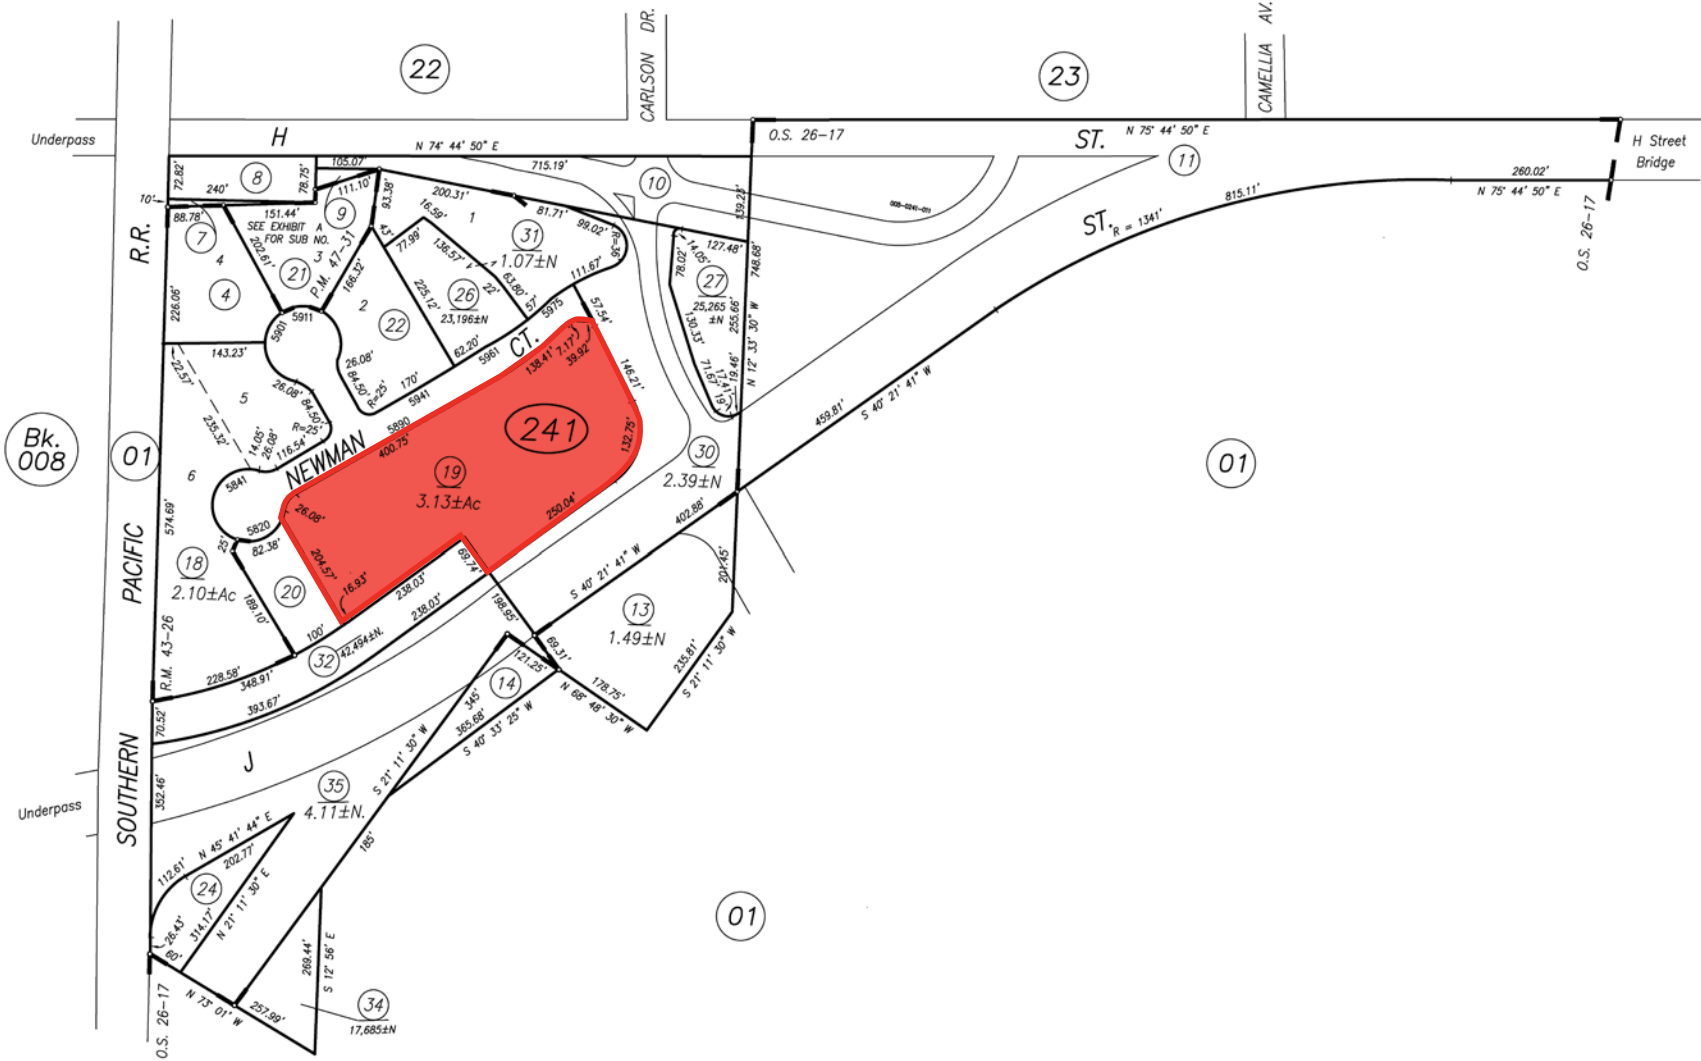 22
CARLSON DR.
23
CAMELLIA AV.
Underpass
H
N 74° 44' 50" E
O.S. 26-17
ST.
N 75° 44' 50" E
H Street
Bridge
11
260.02'
N 75° 44' 50" E
O.S. 26-17
72.82'
8
78.75'
105.07'
111.10'
93.38'
715.19'
10
139.23'
815.11'
ST.
R = 1341'
10'
240'
88.78'
7
151.44'
SEE EXHIBIT A
FOR SUB NO.
9
3
P.M. 47-31
21
202.61'
4
4
226.06'
166.32'
43'
77.99'
16.59'
200.31'
1
81.71'
99.02'
R=36'
31
1.07±N
136.57'
22'
63.80'
111.67'
57'
57.54'
26
23,196±N
225.12'
2
22
127.48'
14.05'
78.02'
27
25,265
±N
130.33'
71.67'
17.41'
19'
19.46'
255.66'
748.68'
N 12° 33' 30" W
R.R.
5901
5911
143.23'
22.57'
26.08'
84.50'
R=25'
170'
62.20'
5941
5961
5975
CT.
5
26.08'
84.50'
R=25'
235.32'
14.05'
26.08'
116.54'
NEWMAN
5890
400.75'
138.41'
7.17'
39.92'
146.21'
132.75'
241
19
3.13±Ac
250.04'
26.08'
204.57'
16.93'
Bk.
008
01
6
5841
5820
82.38'
25'
574.69'
18
2.10±Ac
20
189.10'
100'
238.03'
238.03'
69.74'
198.95'
30
2.39±N
402.88'
S 40° 21' 41" W
459.81'
S 40° 21' 41" W
01
201.45'
13
1.49±N
235.81'
S 21° 11' 30" W
178.75'
N 68° 48' 30" W
69.31'
121.25'
14
345'
365.68'
S 40° 33' 25" W
S 21° 11' 30" W
PACIFIC
R.M. 43-26
228.58'
348.91'
393.67'
32
42,494±N.
70.52'
SOUTHERN
J
352.46'
Underpass
35
4.11±N.
185'
N 45° 41' 44" E
202.77'
112.61'
24
26.43'
314.17'
N 21° 11' 30" E
60'
N 73° 01' W
257.99'
269.44'
S 12° 56' E
34
17,685±N
O.S. 26-17
01